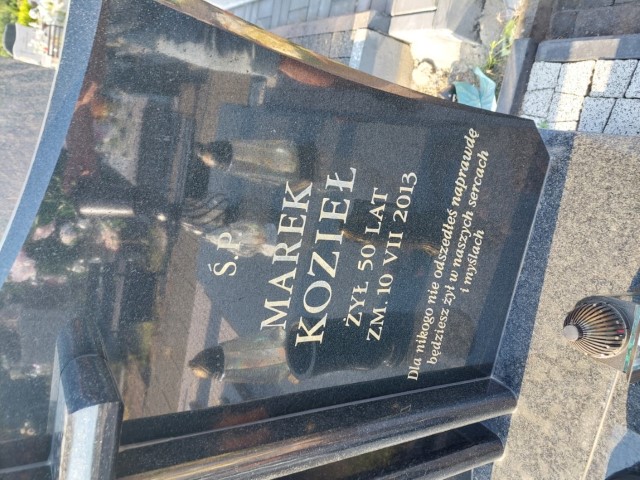 Ś.P.
MAREK
KOZIEŁ
ŻYŁ 50 LAT
ZM. 10 VII 2013
Dla nikogo nie odszedłeś naprawdę
będziesz żył w naszych sercach
i myślach